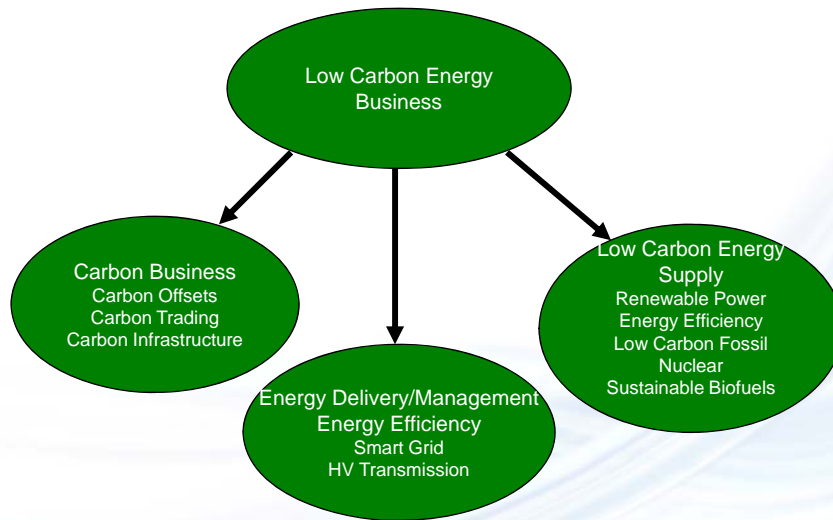 Low Carbon Energy
Business
Carbon Business
Carbon Offsets
Carbon Trading
Carbon Infrastructure
Energy Delivery/Management
Energy Efficiency
Smart Grid
HV Transmission
Low Carbon Energy
Supply
Renewable Power
Energy Efficiency
Low Carbon Fossil
Nuclear
Sustainable Biofuels